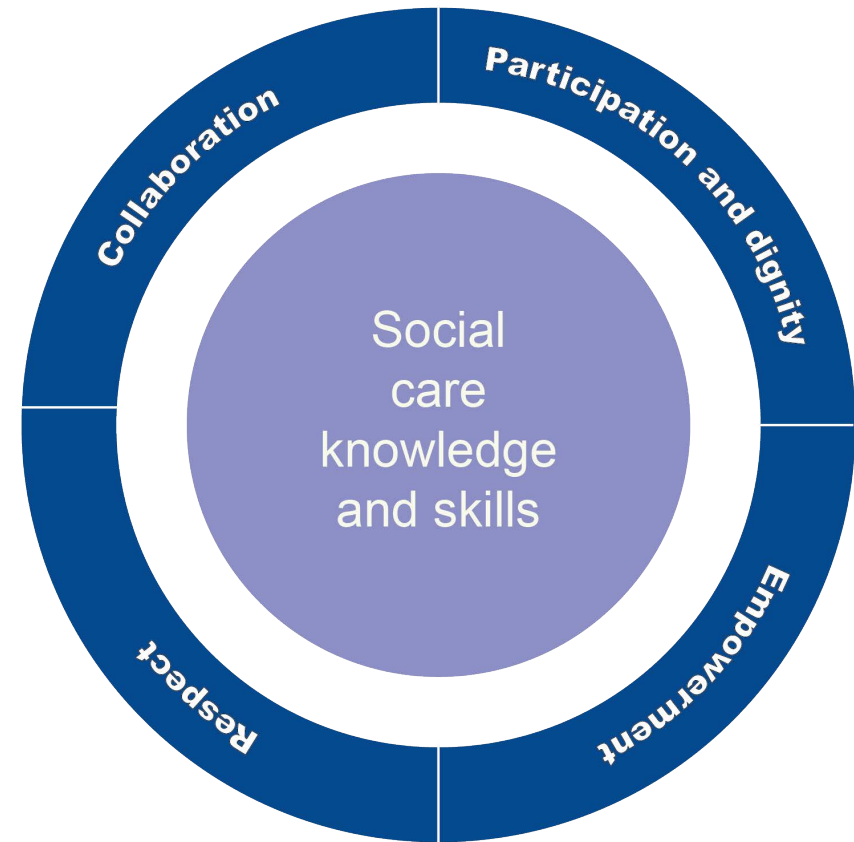 Collaboration
Participation and dignity
Social
care
knowledge
and skills
Respect
Empowerment